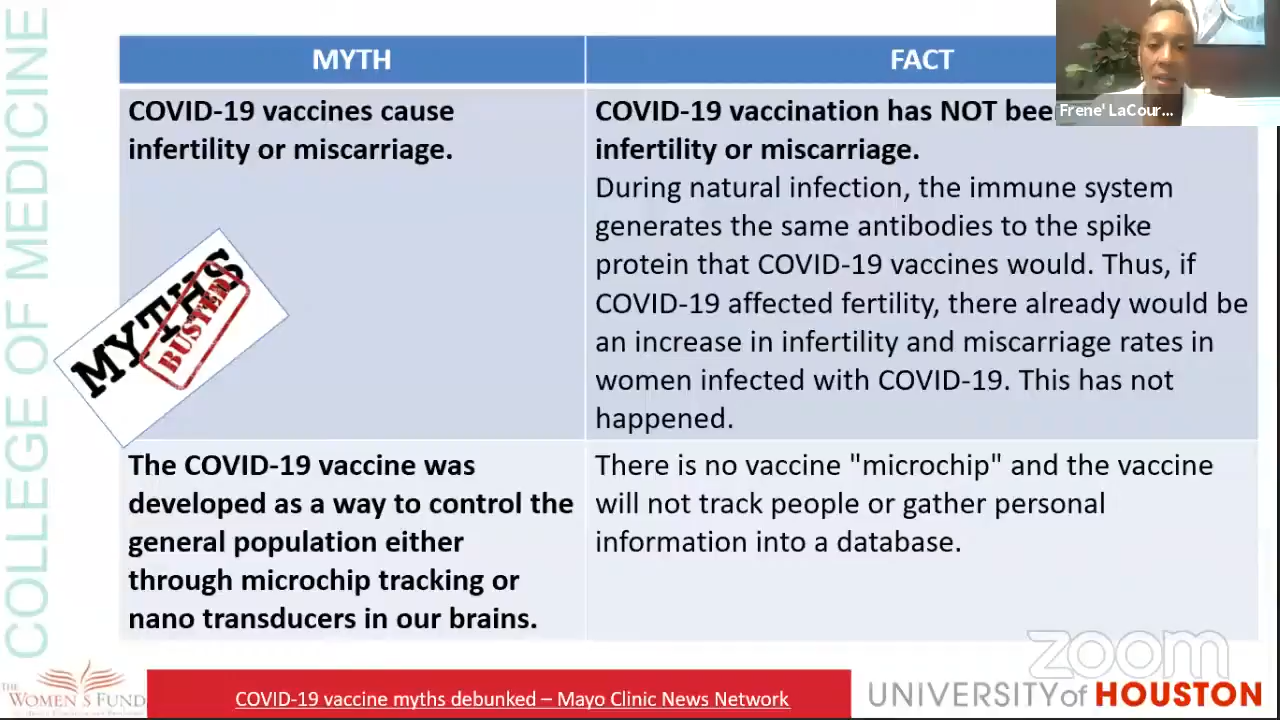 COLLEGE OF MEDICINE
MYTH
FACT
COVID-19 vaccines cause
infertility or miscarriage.
COVID-19 vaccination has NOT
infertility or miscarriage.
During natural infection, the immune system
generates the same antibodies to the spike
protein that COVID-19 vaccines would. Thus, if
COVID-19 affected fertility, there already would be
an increase in infertility and miscarriage rates in
women infected with COVID-19. This has not
happened.
MYTHS
BUSTED
The COVID-19 vaccine was
developed as a way to control the
general population either
through microchip tracking or
nano transducers in our brains.
There is no vaccine "microchip" and the vaccine
will not track people or gather personal
information into a database.
Frene' LaCour...
zoom
THE
WOMEN'S FUND
COVID-19 vaccine myths debunked – Mayo Clinic News Network
UNIVERSITY of HOUSTON